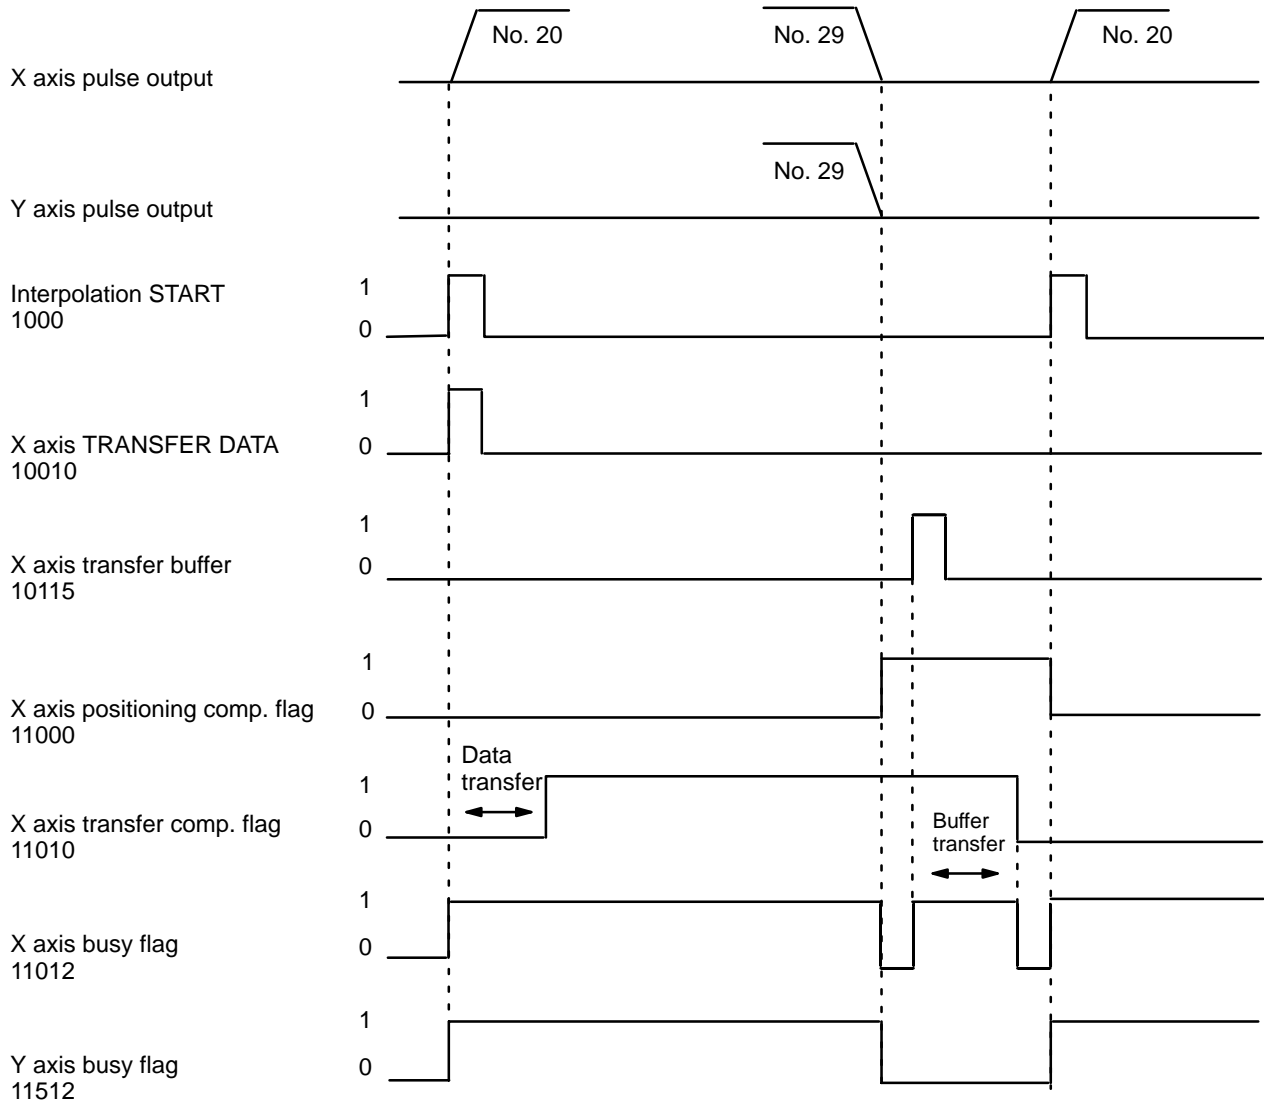 No. 20
No. 29
No. 20
X axis pulse output
No. 29
Y axis pulse output
Interpolation START
1000
1
0
X axis TRANSFER DATA
10010
1
0
X axis transfer buffer
10115
1
0
X axis positioning comp. flag
11000
1
0
Data
transfer
X axis transfer comp. flag
11010
1
0
Buffer
transfer
X axis busy flag
11012
1
0
Y axis busy flag
11512
1
0